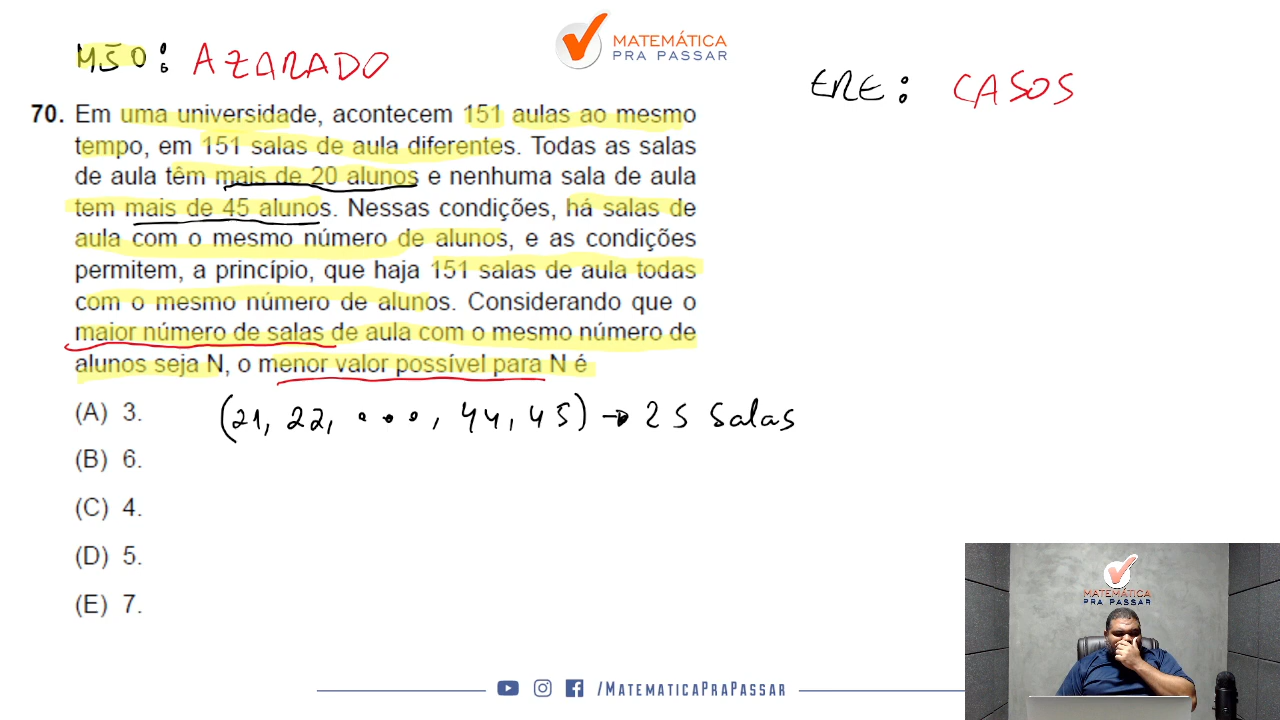 M50: AZARADO
MATEMÁTICA
PRA PASSAR
ERE: CASOS
70. Em uma universidade, acontecem 151 aulas ao mesmo
tempo, em 151 salas de aula diferentes. Todas as salas
de aula têm mais de 20 alunos e nenhuma sala de aula
tem mais de 45 alunos. Nessas condições, há salas de
aula com o mesmo número de alunos, e as condições
permitem, a princípio, que haja 151 salas de aula todas
com o mesmo número de alunos. Considerando que o
maior número de salas de aula com o mesmo número de
alunos seja N, o menor valor possível para N é
(A) 3.
(21, 22, ..., 44, 45) → 25 salas
(B) 6.
(C) 4.
(D) 5.
(E) 7.
MATEMÁTICA
PRA PASSAR
/MATEMATICAPRAPASSAR